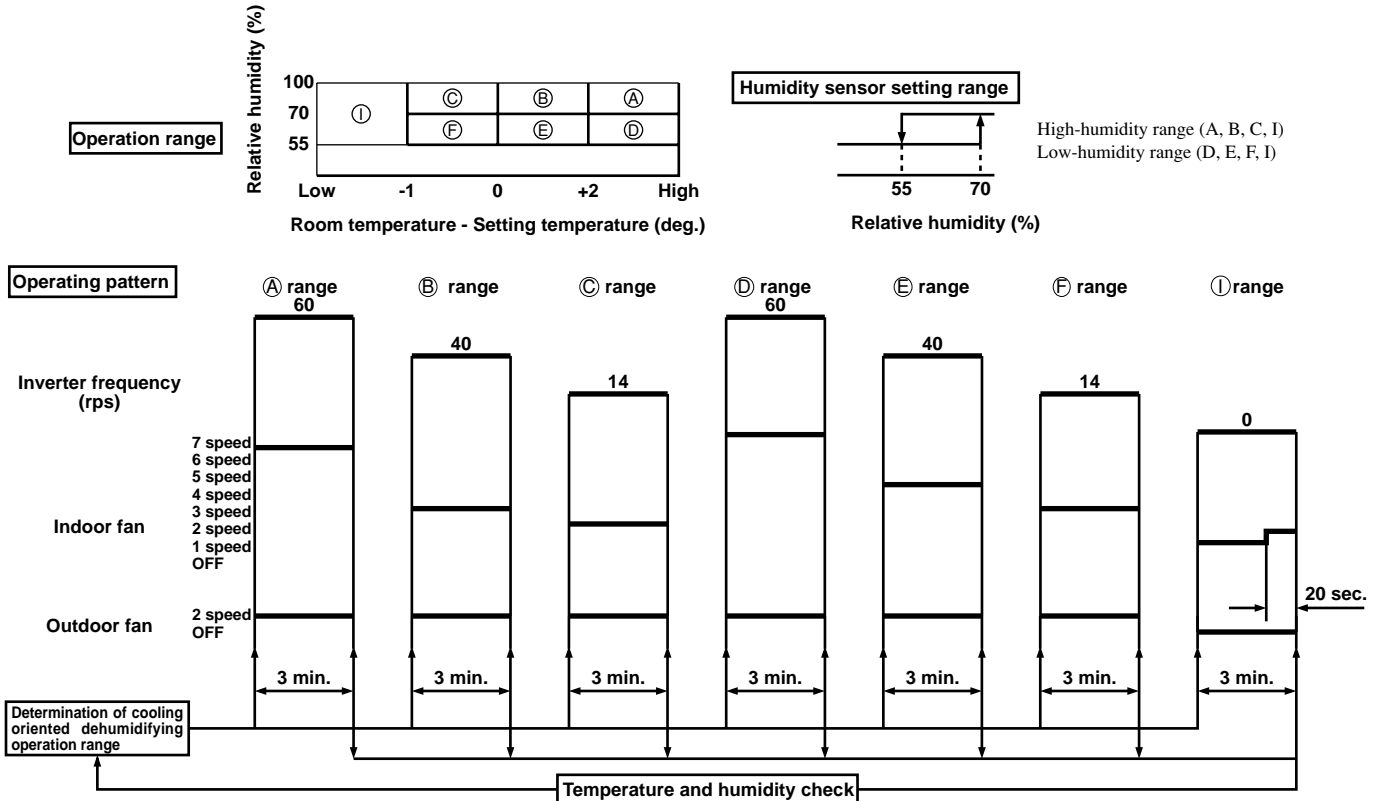 Relative humidity (%)
100
70
55
Ⓘ
Ⓒ
Ⓑ
Ⓐ
Ⓕ
Ⓔ
Ⓓ
Operation range
Low
-1
0
+2
High
Room temperature - Setting temperature (deg.)
Humidity sensor setting range
55
70
Relative humidity (%)
High-humidity range (A, B, C, I)
Low-humidity range (D, E, F, I)
Operating pattern
Ⓐ range
Ⓑ range
Ⓒ range
Ⓓ range
Ⓔ range
Ⓕ range
Ⓘ range
60
40
14
60
40
14
0
Inverter frequency
(rps)
7 speed
6 speed
5 speed
4 speed
3 speed
2 speed
1 speed
OFF
Indoor fan
2 speed
OFF
Outdoor fan
20 sec.
3 min.
3 min.
3 min.
3 min.
3 min.
3 min.
3 min.
Determination of cooling
oriented dehumidifying
operation range
Temperature and humidity check